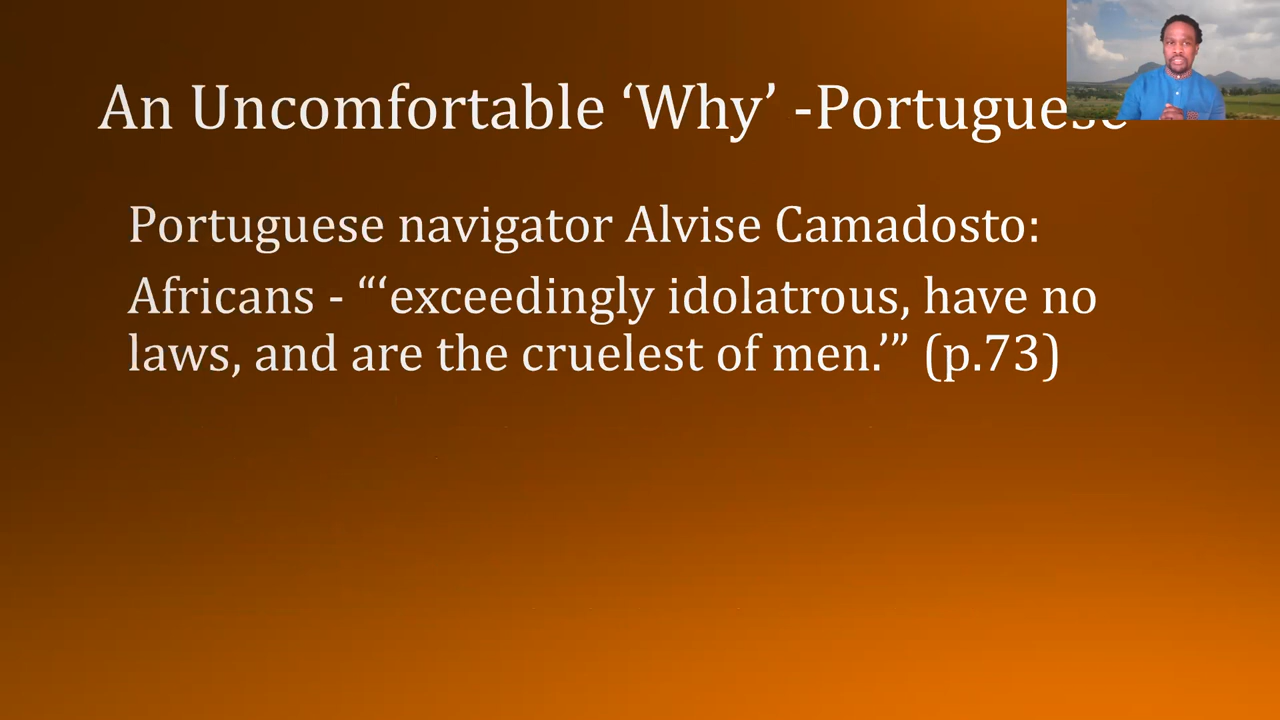 An Uncomfortable ‘Why’ -Portuguese
Portuguese navigator Alvise Camadosto:
Africans - “‘exceedingly idolatrous, have no
laws, and are the cruelest of men.’” (p.73)